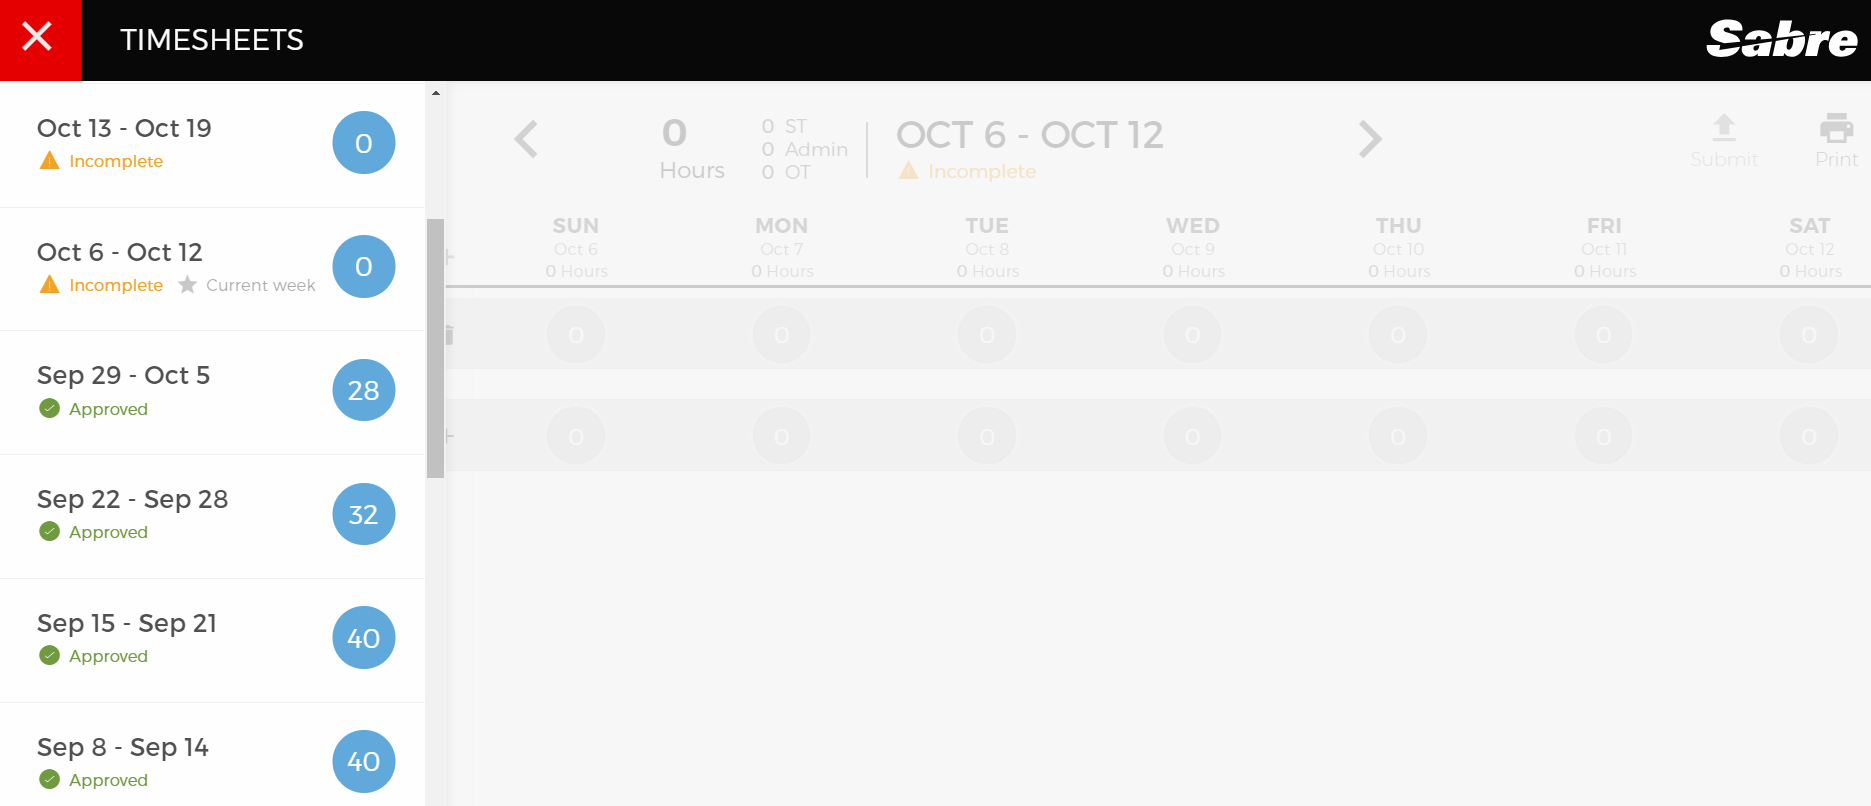 TIMESHEETS
Sabre
Oct 13 - Oct 19
0
Incomplete
Oct 6 - Oct 12
0
Incomplete
Current week
Sep 29 - Oct 5
28
Approved
Sep 22 - Sep 28
32
Approved
Sep 15 - Sep 21
40
Approved
Sep 8 - Sep 14
40
Approved
0
Hours
0 ST
0 Admin
0 OT
OCT 6 - OCT 12
Incomplete
Submit
Print
SUN MON TUE WED THU FRI SAT
Oct 6 Oct 7 Oct 8 Oct 9 Oct 10 Oct 11 Oct 12
0 Hours 0 Hours 0 Hours 0 Hours 0 Hours 0 Hours 0 Hours
0 0 0 0 0 0 0
0 0 0 0 0 0 0